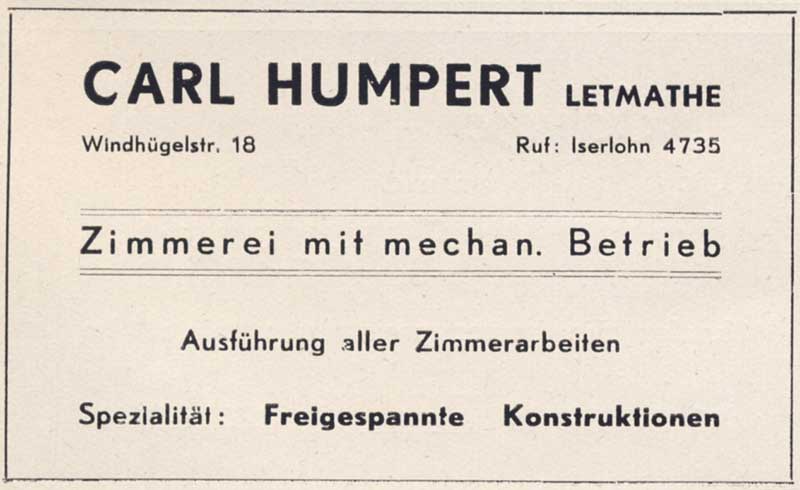 CARL HUMPERT LETMATHE
Windhügelstr. 18 Ruf: Iserlohn 4735
Zimmerei mit mechan. Betrieb
Ausführung aller Zimmerarbeiten
Spezialität: Freigespannte Konstruktionen